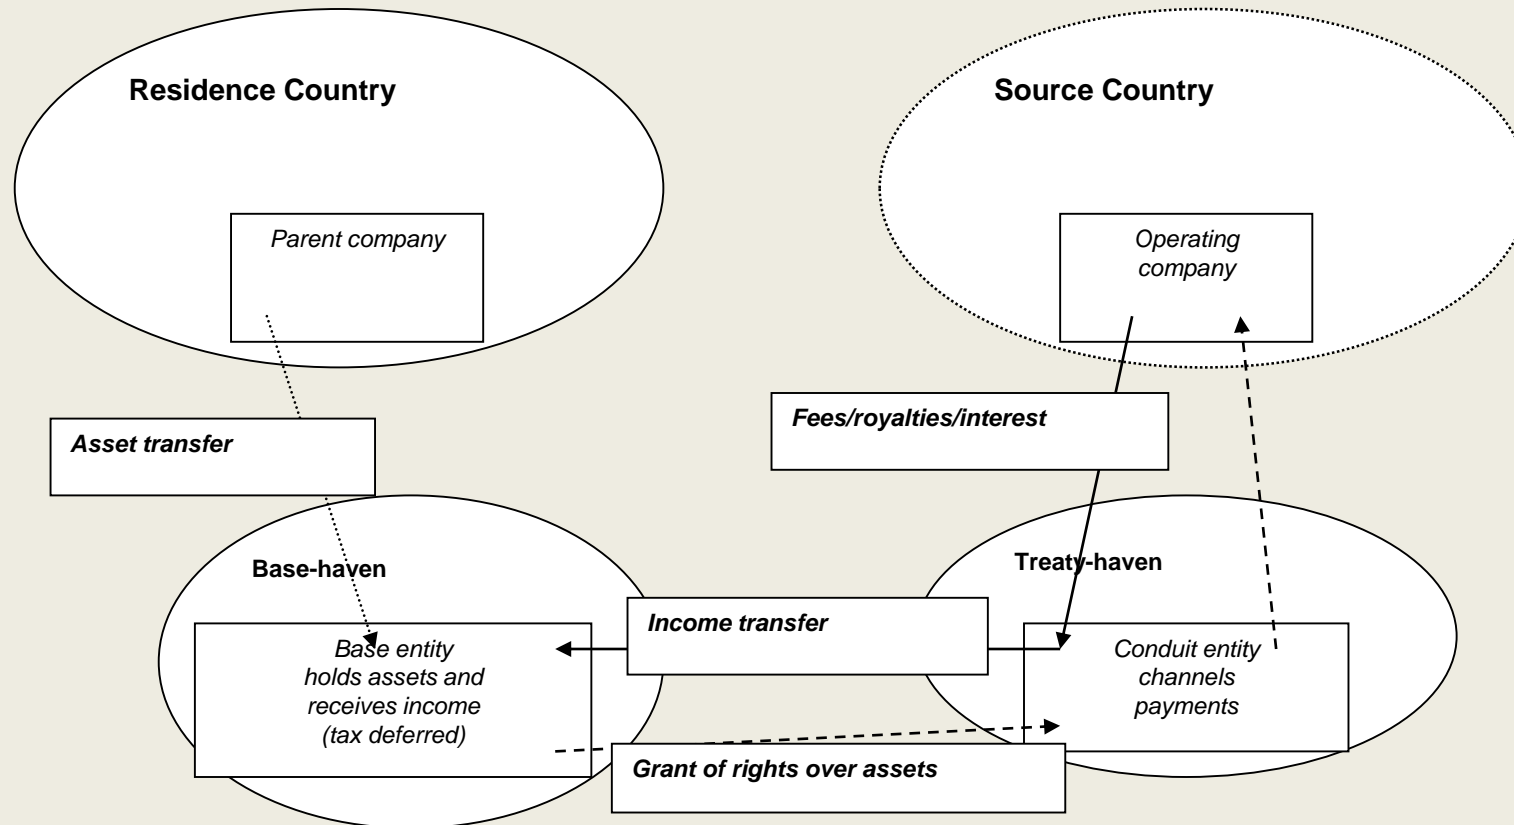 Residence Country
Source Country
Parent company
Operating
company
Asset transfer
Fees/royalties/interest
Base-haven
Treaty-haven
Income transfer
Base entity
holds assets and
receives income
(tax deferred)
Conduit entity
channels
payments
Grant of rights over assets